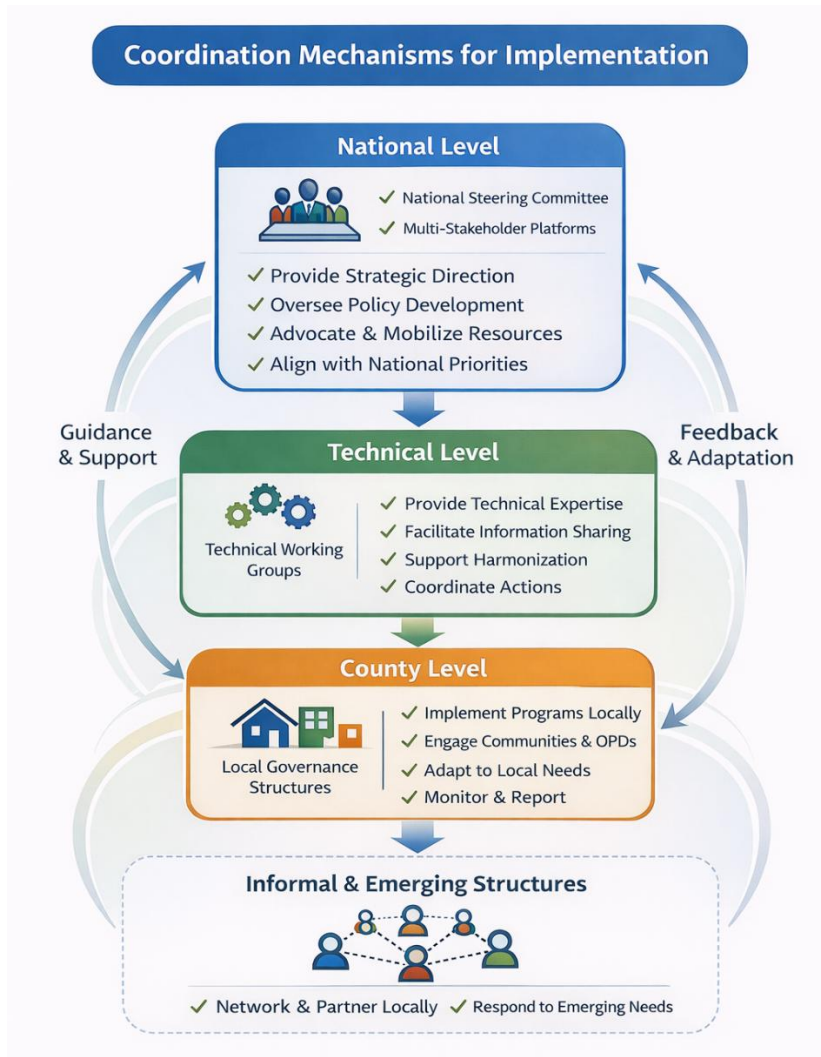 Coordination Mechanisms for Implementation
National Level
✓ National Steering Committee
✓ Multi-Stakeholder Platforms
✓ Provide Strategic Direction
✓ Oversee Policy Development
✓ Advocate & Mobilize Resources
✓ Align with National Priorities
Guidance
& Support
Feedback
& Adaptation
Technical Level
Technical Working
Groups
✓ Provide Technical Expertise
✓ Facilitate Information Sharing
✓ Support Harmonization
✓ Coordinate Actions
County Level
Local Governance
Structures
✓ Implement Programs Locally
✓ Engage Communities & OPDs
✓ Adapt to Local Needs
✓ Monitor & Report
Informal & Emerging Structures
✓ Network & Partner Locally ✓ Respond to Emerging Needs